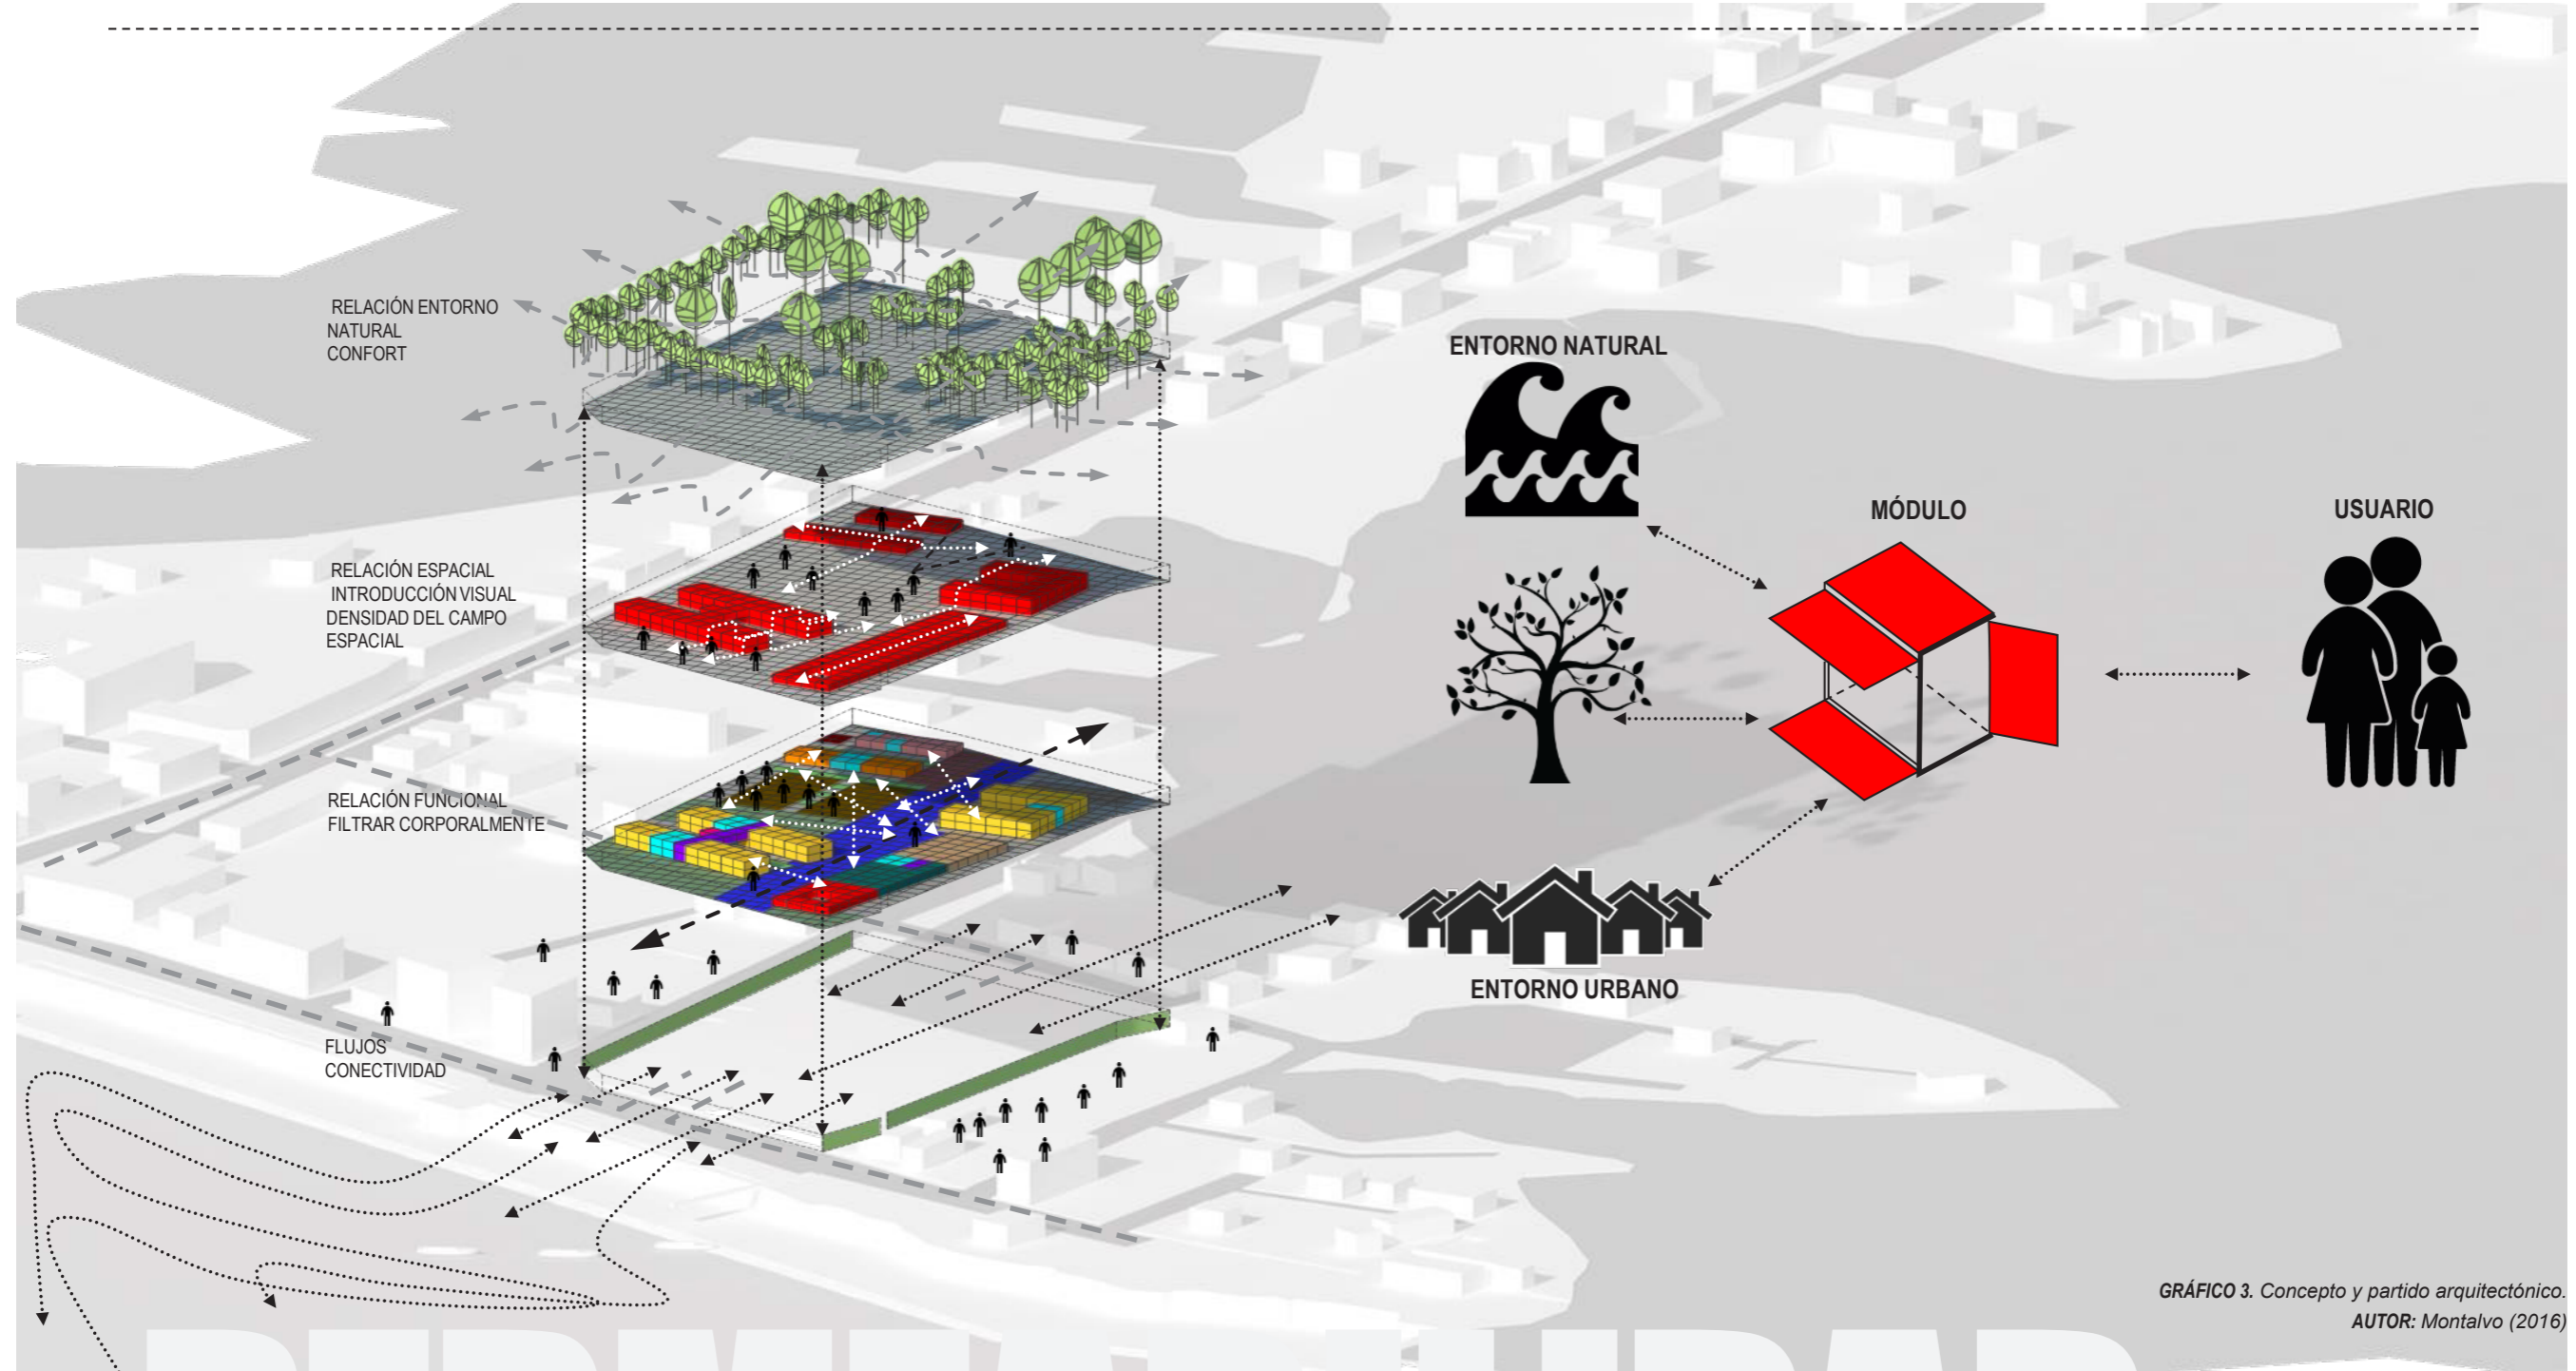 RELACIÓN ENTORNO
NATURAL
CONFORT
RELACIÓN ESPACIAL
INTRODUCCIÓN VISUAL
DENSIDAD DEL CAMPO
ESPACIAL
RELACIÓN FUNCIONAL
FILTRAR CORPORALMENTE
FLUJOS
CONECTIVIDAD
ENTORNO NATURAL
MÓDULO
USUARIO
ENTORNO URBANO
GRÁFICO 3. Concepto y partido arquitectónico.
AUTOR: Montalvo (2016)